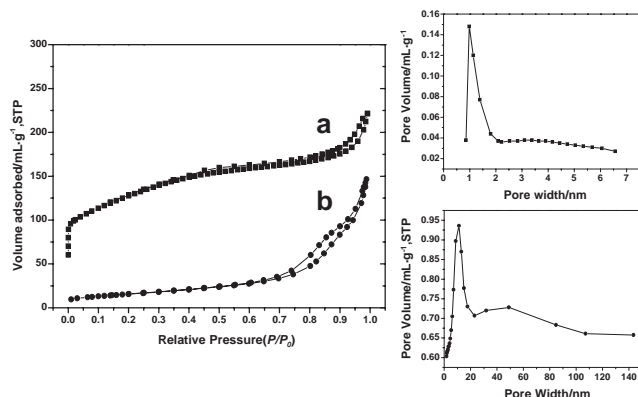 300
250
200
150
100
50
0
Volume adsorbed/mL·g⁻¹,STP
a
b
0.0 0.1 0.2 0.3 0.4 0.5 0.6 0.7 0.8 0.9 1.0
Relative Pressure(P/P₀)
0.16
0.14
0.12
0.10
0.08
0.06
0.04
0.02
Pore Volume/mL·g⁻¹
0 1 2 3 4 5 6 7
Pore width/nm
0.95
0.90
0.85
0.80
0.75
0.70
0.65
0.60
Pore Volume/mL·g⁻¹,STP
0 20 40 60 80 100 120 140
Pore Width/nm